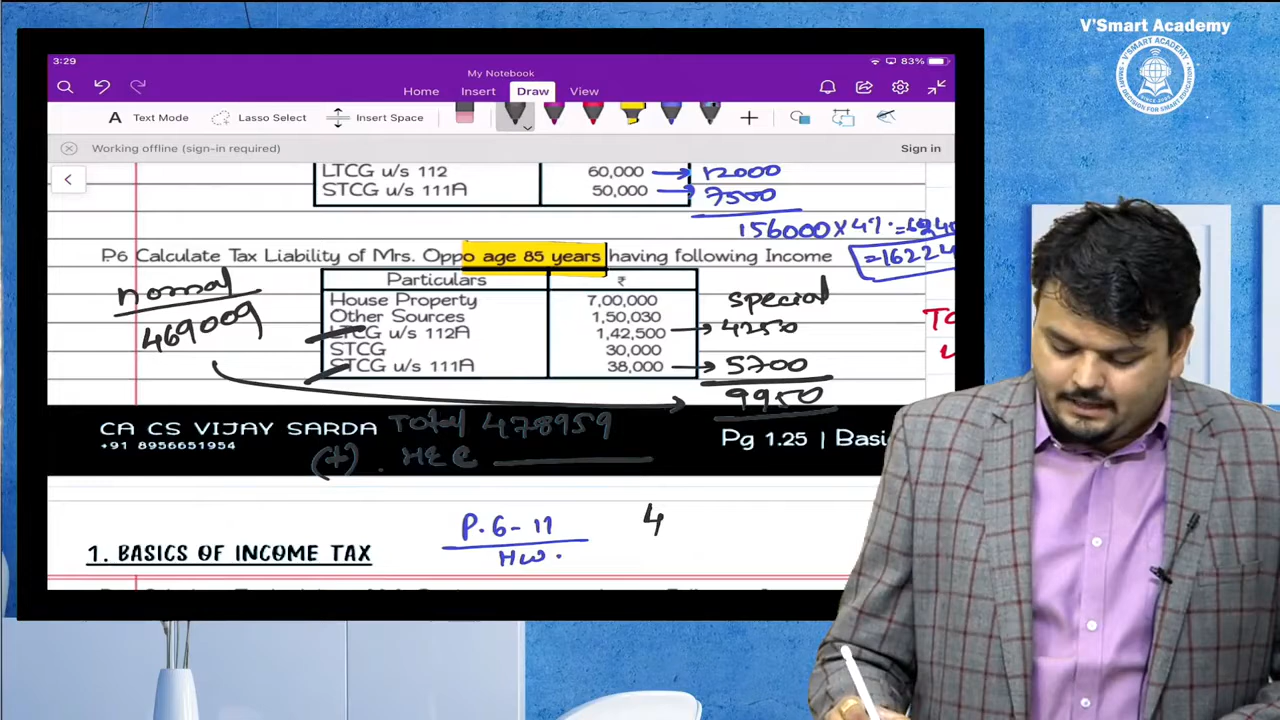 V'Smart Academy
3:29
83%
My Notebook
Home Insert Draw View
Text Mode Lasso Select Insert Space
Working offline (sign-in required)
Sign in
LTCG u/s 112 60,000 → 12000
STCG u/s 111A 50,000 → 7500
156000 x 4% = 6240
= 16224
P6 Calculate Tax Liability of Mrs. Oppo age 85 years having following Income
normal
469009
Particulars ₹
special
House Property 7,00,000
Other Sources 1,50,030
LTCG u/s 112A 1,42,500 → 4250
STCG 30,000
STCG u/s 111A 38,000 → 5700
9950
CA CS VIJAY SARDA
+91 8956651954
Total 478959
(+). HEC
Pg 1.25 | Basi
P. 6 - 11
HW.
4
1. BASICS OF INCOME TAX